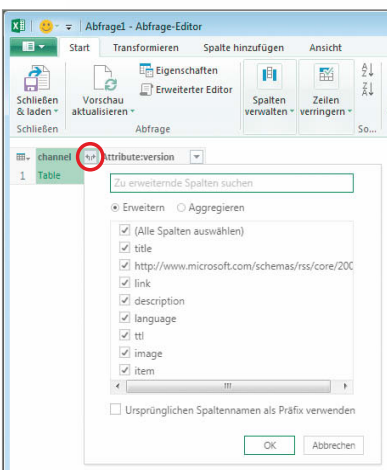 Abfrage1 - Abfrage-Editor
Start Transformieren Spalte hinzufügen Ansicht
Schließen & laden
Vorschau aktualisieren
Eigenschaften
Erweiterter Editor
Spalten verwalten
Zeilen verringern
Schließen Abfrage So...
channel Attribute:version
1 Table
Zu erweiternde Spalten suchen
Erweitern Aggregieren
(Alle Spalten auswählen)
title
http://www.microsoft.com/schemas/rss/core/200
link
description
language
ttl
image
item
Ursprünglichen Spaltennamen als Präfix verwenden
OK Abbrechen